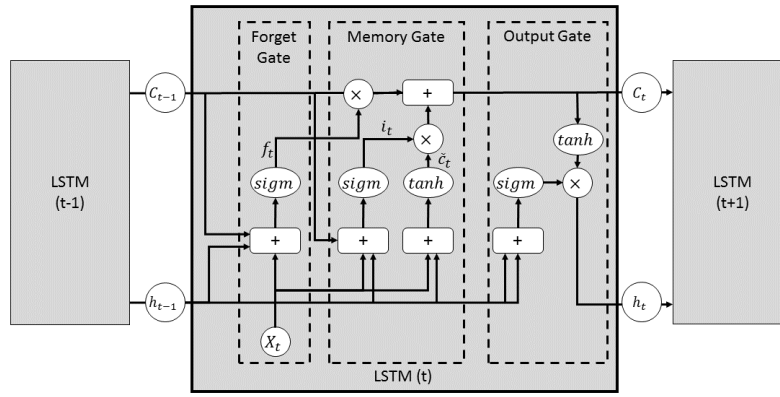 Forget
Gate
Memory Gate
Output Gate
C_{t-1}
×
+
C_t
f_t
i_t
×
č_t
tanh
sigm
sigm
tanh
sigm
×
LSTM
(t-1)
LSTM
(t+1)
+
+
+
+
h_{t-1}
h_t
X_t
LSTM (t)